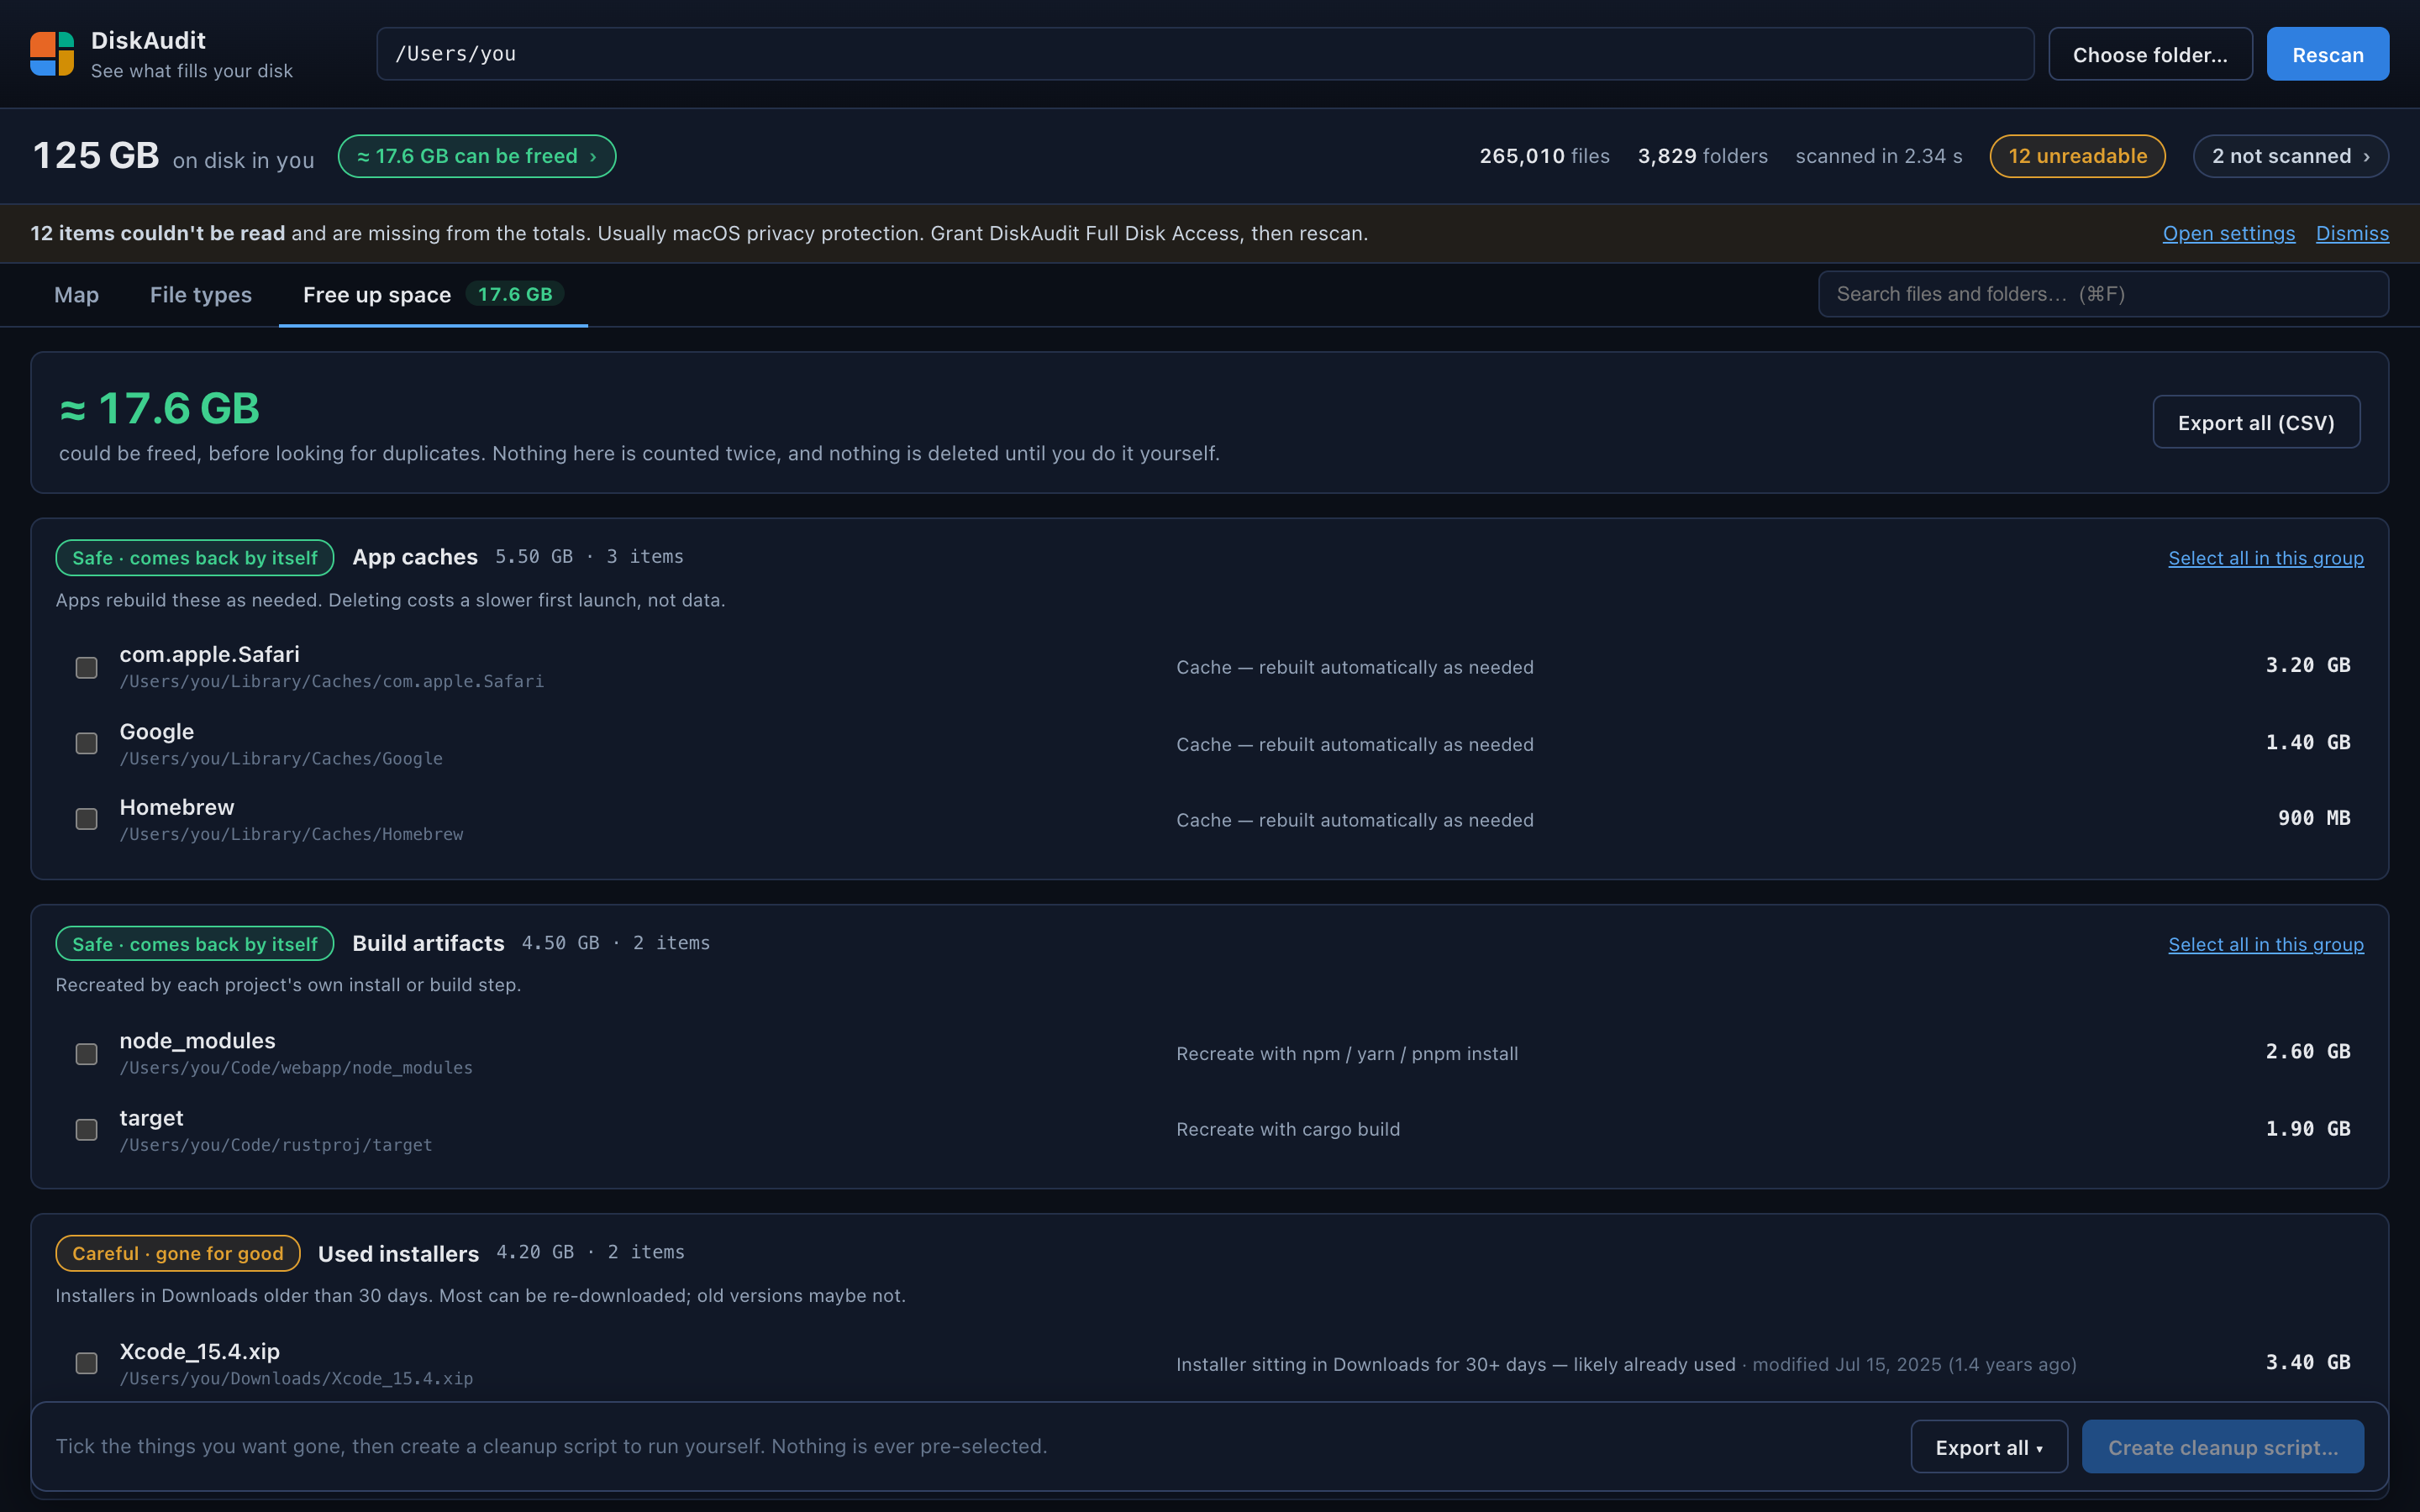 DiskAudit
See what fills your disk
/Users/you
Choose folder...
Rescan
125 GB on disk in you
≈ 17.6 GB can be freed ›
265,010 files 3,829 folders scanned in 2.34 s
12 unreadable
2 not scanned ›
12 items couldn't be read and are missing from the totals. Usually macOS privacy protection. Grant DiskAudit Full Disk Access, then rescan.
Open settings Dismiss
Map File types Free up space 17.6 GB
Search files and folders… (⌘F)
≈ 17.6 GB
could be freed, before looking for duplicates. Nothing here is counted twice, and nothing is deleted until you do it yourself.
Export all (CSV)
Safe · comes back by itself App caches 5.50 GB · 3 items Select all in this group
Apps rebuild these as needed. Deleting costs a slower first launch, not data.
com.apple.Safari
/Users/you/Library/Caches/com.apple.Safari
Cache — rebuilt automatically as needed
3.20 GB
Google
/Users/you/Library/Caches/Google
Cache — rebuilt automatically as needed
1.40 GB
Homebrew
/Users/you/Library/Caches/Homebrew
Cache — rebuilt automatically as needed
900 MB
Safe · comes back by itself Build artifacts 4.50 GB · 2 items Select all in this group
Recreated by each project's own install or build step.
node_modules
/Users/you/Code/webapp/node_modules
Recreate with npm / yarn / pnpm install
2.60 GB
target
/Users/you/Code/rustproj/target
Recreate with cargo build
1.90 GB
Careful · gone for good Used installers 4.20 GB · 2 items
Installers in Downloads older than 30 days. Most can be re-downloaded; old versions maybe not.
Xcode_15.4.xip
/Users/you/Downloads/Xcode_15.4.xip
Installer sitting in Downloads for 30+ days — likely already used · modified Jul 15, 2025 (1.4 years ago)
3.40 GB
Tick the things you want gone, then create a cleanup script to run yourself. Nothing is ever pre-selected.
Export all ▾
Create cleanup script...